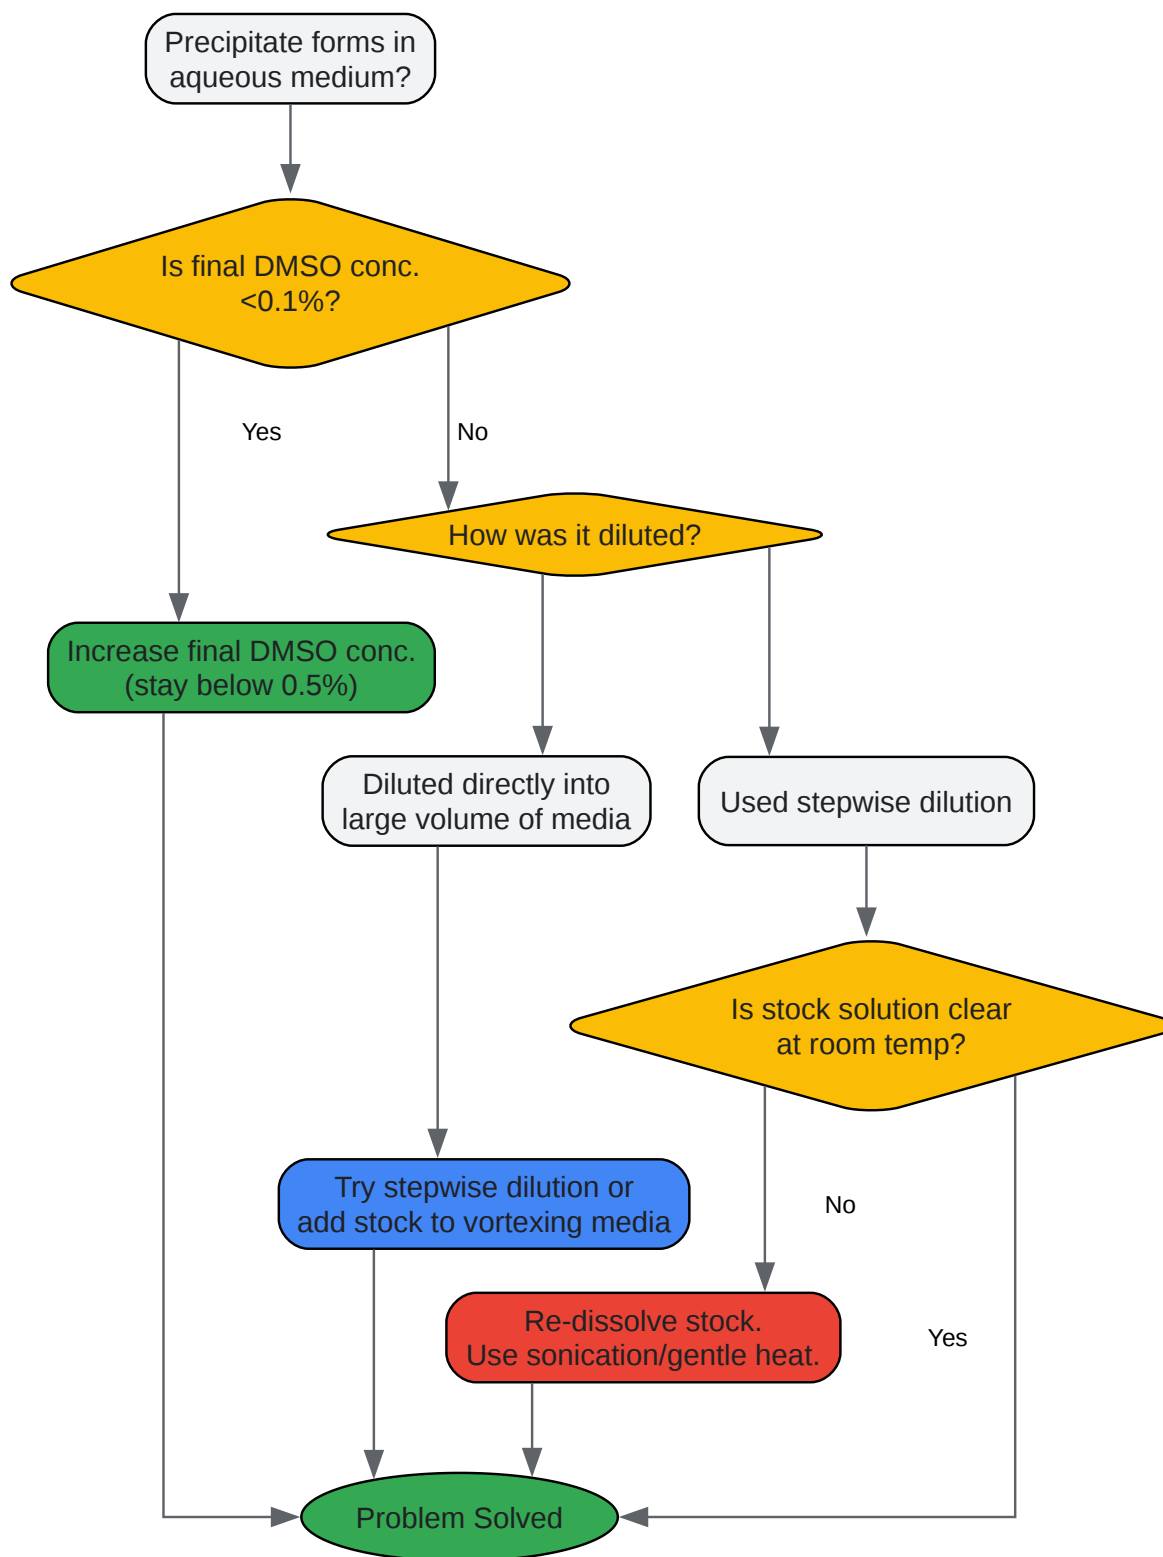 Precipitate forms in
aqueous medium?
Is final DMSO conc.
<0.1%?
Yes
No
How was it diluted?
Increase final DMSO conc.
(stay below 0.5%)
Diluted directly into
large volume of media
Used stepwise dilution
Is stock solution clear
at room temp?
Try stepwise dilution or
add stock to vortexing media
No
Re-dissolve stock.
Use sonication/gentle heat.
Yes
Problem Solved